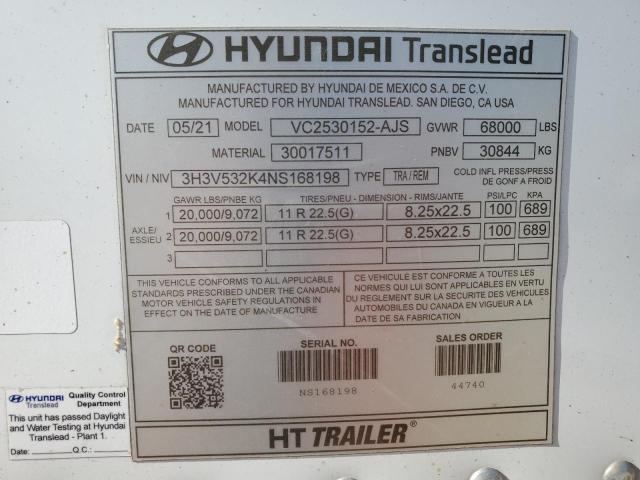 HYUNDAI Translead
MANUFACTURED BY HYUNDAI DE MEXICO S.A. DE C.V.
MANUFACTURED FOR HYUNDAI TRANSLEAD. SAN DIEGO, CA USA
DATE 05/21 MODEL VC2530152-AJS GVWR 68000 LBS
MATERIAL 30017511 PNBV 30844 KG
VIN / NIV 3H3V532K4NS168198 TYPE TRA / REM COLD INFL PRESS/PRESS DE GONF A FROID
GAWR LBS/PNBE KG TIRES/PNEU - DIMENSION - RIMS/JANTE PSI/LPC KPA
1 20,000/9,072 11 R 22.5(G) 8.25x22.5 100 689
AXLE/ ESSIEU 2 20,000/9,072 11 R 22.5(G) 8.25x22.5 100 689
3
THIS VEHICLE CONFORMS TO ALL APPLICABLE
STANDARDS PRESCRIBED UNDER THE CANADIAN
MOTOR VEHICLE SAFETY REGULATIONS IN
EFFECT ON THE DATE OF MANUFACTURE
CE VEHICULE EST CONFORME A TOUTES LES
NORMES QUI LUI SONT APPLICABLES EN VERTU
DU REGLEMENT SUR LA SECURITE DES VEHICULES
AUTOMOBILES DU CANADA EN VIGUEUR A LA
DATE DE SA FABRICATION
QR CODE
SERIAL NO.
NS168198
SALES ORDER
44740
HT TRAILER®
HYUNDAI Translead
Quality Control
Department
This unit has passed Daylight
and Water Testing at Hyundai
Translead - Plant 1.
Date: Q.C.: